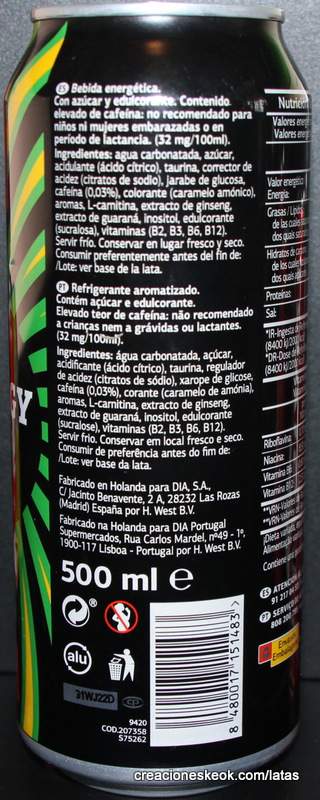 ES Bebida energética.
Con azúcar y edulcorante. Contenido
elevado de cafeína: no recomendado para
niños ni mujeres embarazadas o en
período de lactancia. (32 mg/100ml).
Ingredientes: agua carbonatada, azúcar,
acidulante (ácido cítrico), taurina, corrector
de acidez (citratos de sodio), jarabe de glucosa,
cafeína (0,03%), colorante (caramelo amónico),
aromas, L-carnitina, extracto de ginseng,
extracto de guaraná, inositol, edulcorante
(sucralosa), vitaminas (B2, B3, B6, B12).
Servir frío. Conservar en lugar fresco y seco.
Consumir preferentemente antes del fin de:
/Lote: ver base de la lata.
PT Refrigerante aromatizado.
Contém açúcar e edulcorante.
Elevado teor de cafeína: não recomendado
a crianças nem a grávidas ou lactantes.
(32 mg/100ml).
Ingredientes: água carbonatada, açúcar,
acidificante (ácido cítrico), taurina, regulador
de acidez (citratos de sódio), xarope de glicose,
cafeína (0,03%), corante (caramelo de amónia),
aromas, L-carnitina, extracto de ginseng,
extracto de guaraná, inositol, edulcorante
(sucralose), vitaminas (B2, B3, B6, B12).
Servir frio. Conservar em local fresco e seco.
Consumir de preferência antes do fim de:
/Lote: ver base da lata.
Fabricado en Holanda para DIA, S.A.,
C/ Jacinto Benavente, 2 A, 28232 Las Rozas
(Madrid) España por H. West B.V.
Fabricado na Holanda para DIA Portugal
Supermercados, Rua Carlos Mardel, nº49 - 1º,
1900-117 Lisboa - Portugal por H. West B.V.
500 ml e
alu
31WJ22D CP
9420
COD.207358
S75262
8 480017 151483
GY
Valores
Valores
Valor energético
Energía:
Grasas
Proteínas:
Sal:
Riboflavina
Niacina
Vitamina B6
Vitamina B12
ES
PT
creacioneskeok.com/latas